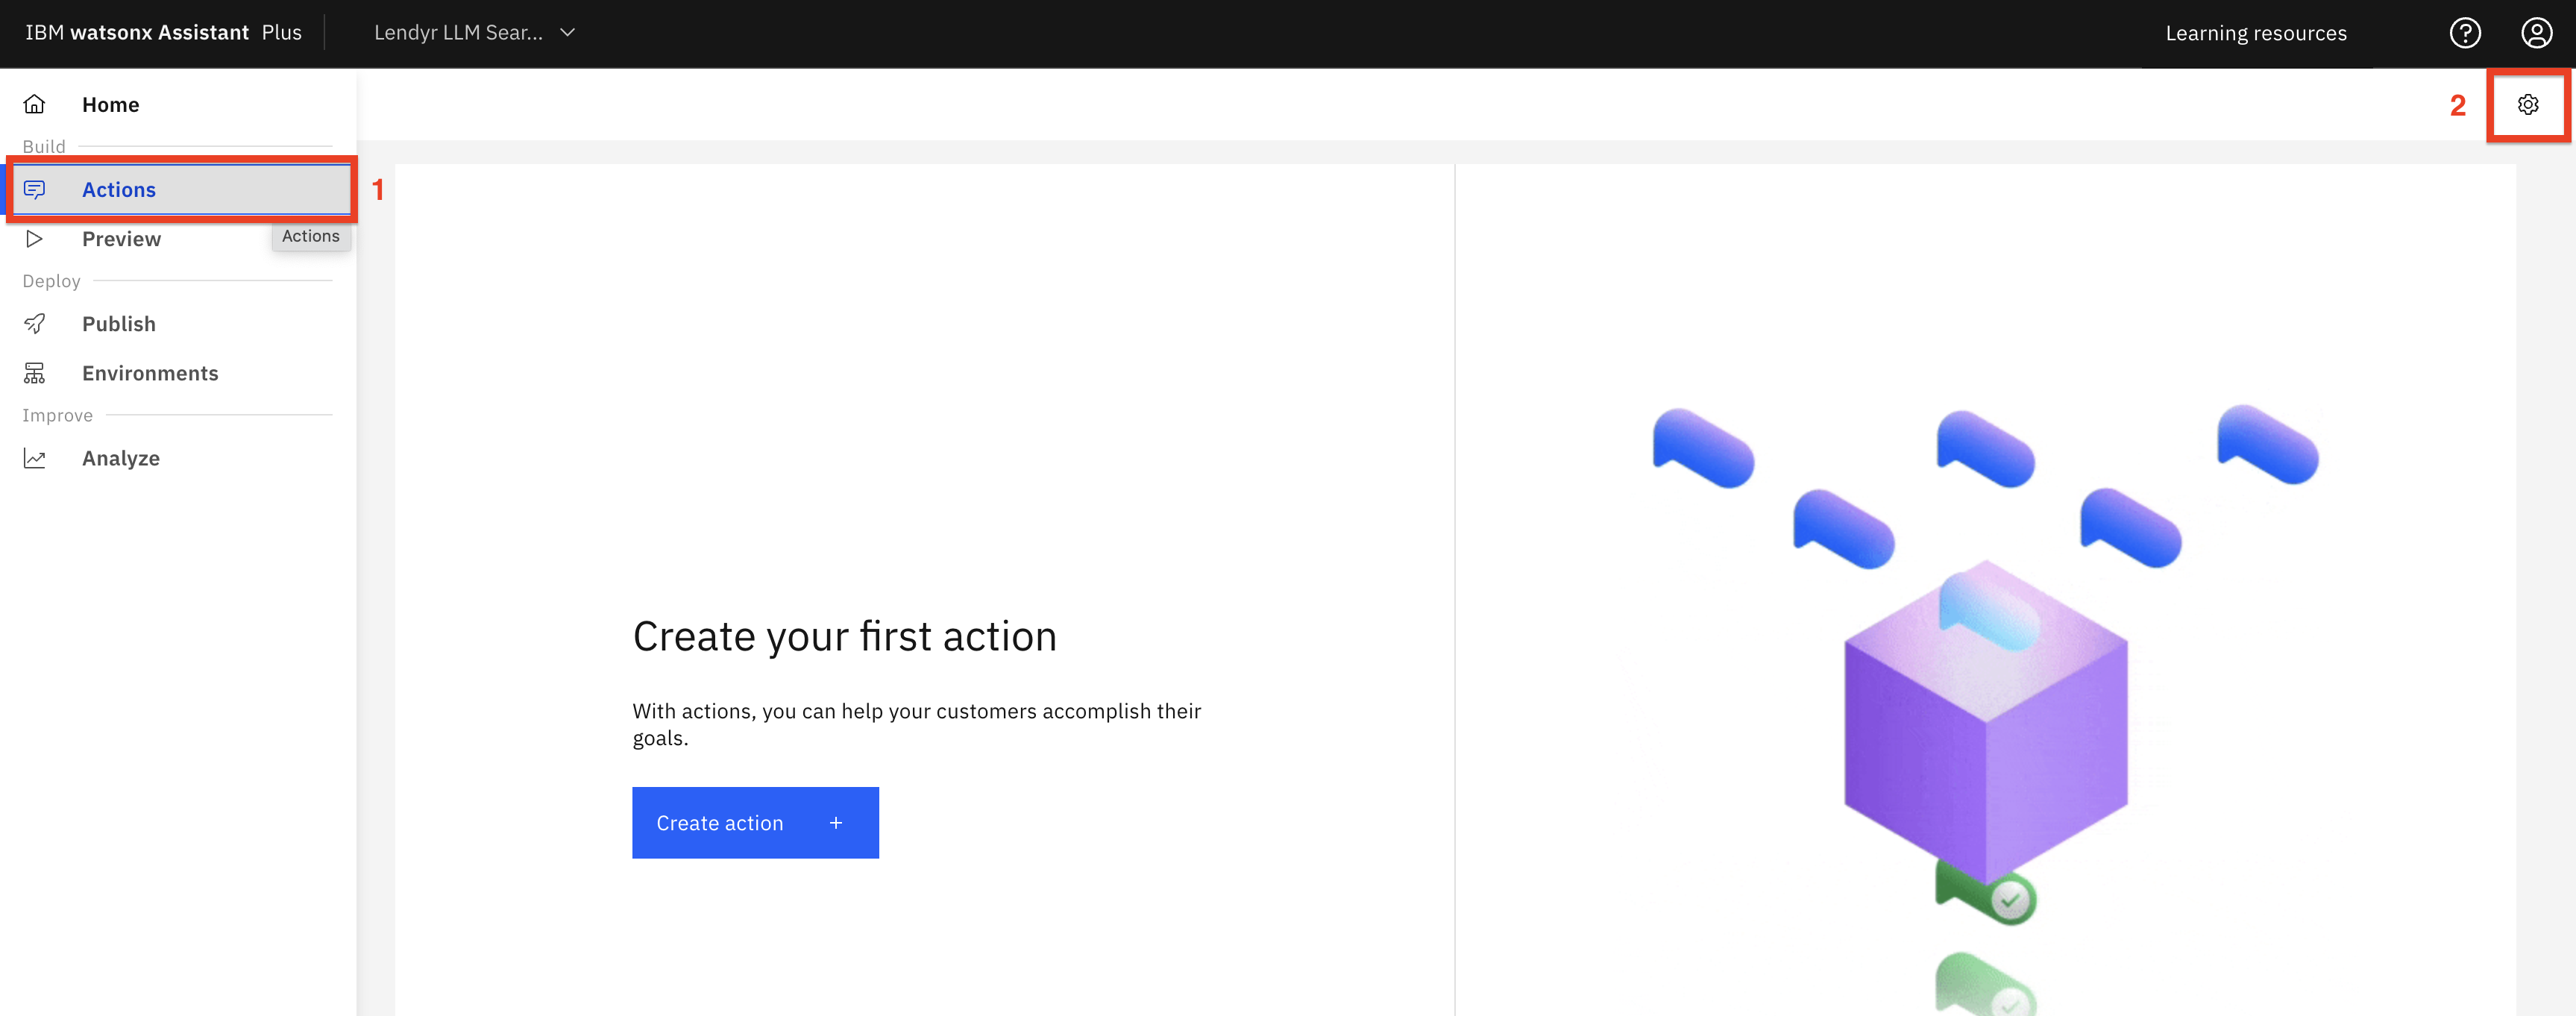 IBM watsonx Assistant Plus
Lendyr LLM Sear...
Learning resources
Home
2
Build
Actions
1
Preview
Actions
Deploy
Publish
Environments
Improve
Analyze
Create your first action
With actions, you can help your customers accomplish their
goals.
Create action +